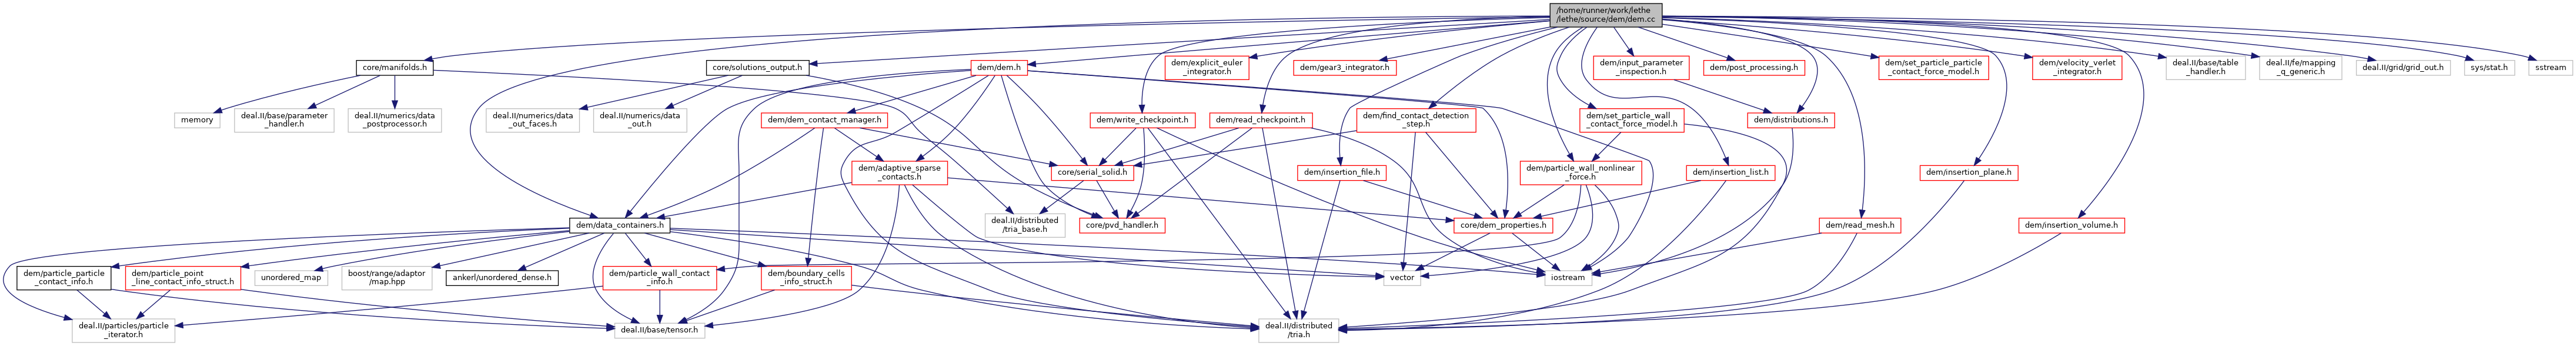 /home/runner/work/lethe
/lethe/source/dem/dem.cc
core/manifolds.h
core/solutions_output.h
dem/dem.h
dem/explicit_euler
_integrator.h
dem/gear3_integrator.h
dem/input_parameter
_inspection.h
dem/post_processing.h
dem/set_particle_particle
_contact_force_model.h
dem/velocity_verlet
_integrator.h
deal.II/base/table
_handler.h
deal.II/fe/mapping
_q_generic.h
deal.II/grid/grid_out.h
sys/stat.h
sstream
memory
deal.II/base/parameter
_handler.h
deal.II/numerics/data
_postprocessor.h
deal.II/numerics/data
_out_faces.h
deal.II/numerics/data
_out.h
dem/dem_contact_manager.h
dem/write_checkpoint.h
dem/read_checkpoint.h
dem/find_contact_detection
_step.h
dem/set_particle_wall
_contact_force_model.h
dem/distributions.h
dem/adaptive_sparse
_contacts.h
core/serial_solid.h
dem/insertion_file.h
dem/particle_wall_nonlinear
_force.h
dem/insertion_list.h
dem/insertion_plane.h
dem/data_containers.h
deal.II/distributed
/tria_base.h
core/pvd_handler.h
core/dem_properties.h
dem/read_mesh.h
dem/insertion_volume.h
dem/particle_particle
_contact_info.h
dem/particle_point
_line_contact_info_struct.h
unordered_map
boost/range/adaptor
/map.hpp
ankerl/unordered_dense.h
dem/particle_wall_contact
_info.h
dem/boundary_cells
_info_struct.h
vector
iostream
deal.II/particles/particle
_iterator.h
deal.II/base/tensor.h
deal.II/distributed
/tria.h